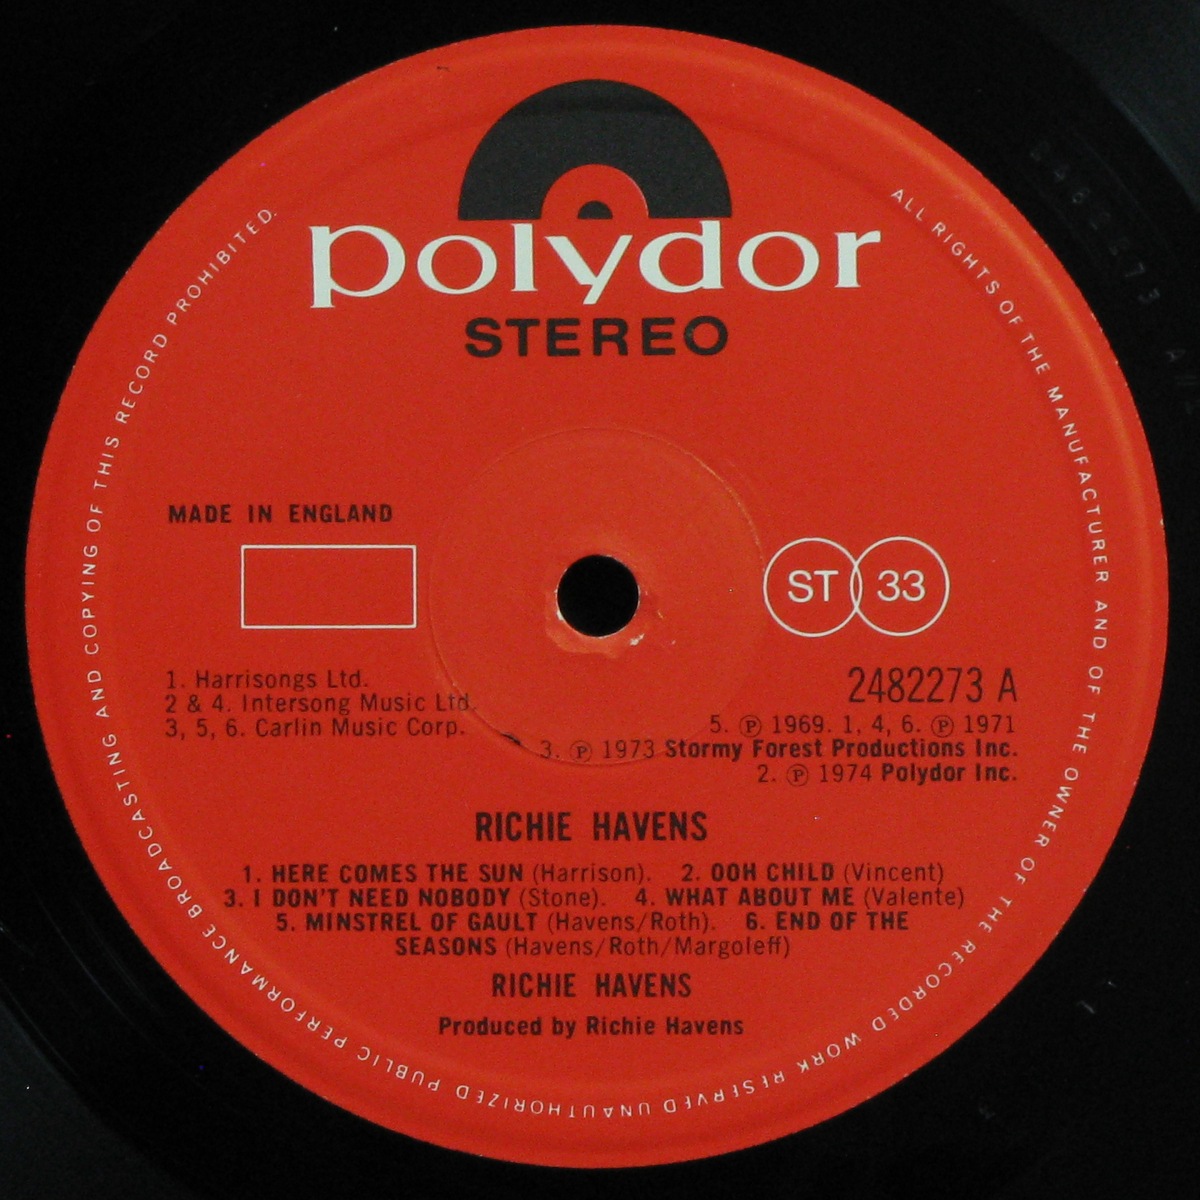 polydor
STEREO
MADE IN ENGLAND
ST 33
1. Harrisongs Ltd.
2 & 4. Intersong Music Ltd.
3, 5, 6. Carlin Music Corp.
2482273 A
5. ℗ 1969. 1, 4, 6. ℗ 1971
3. ℗ 1973 Stormy Forest Productions Inc.
2. ℗ 1974 Polydor Inc.
RICHIE HAVENS
1. HERE COMES THE SUN (Harrison). 2. OOH CHILD (Vincent)
3. I DON'T NEED NOBODY (Stone). 4. WHAT ABOUT ME (Valente)
5. MINSTREL OF GAULT (Havens/Roth). 6. END OF THE
SEASONS (Havens/Roth/Margoleff)
RICHIE HAVENS
Produced by Richie Havens
ALL RIGHTS OF THE MANUFACTURER AND OF THE OWNER OF THE RECORDED WORK RESERVED UNAUTHORIZED PUBLIC PERFORMANCE BROADCASTING AND COPYING OF THIS RECORD PROHIBITED.